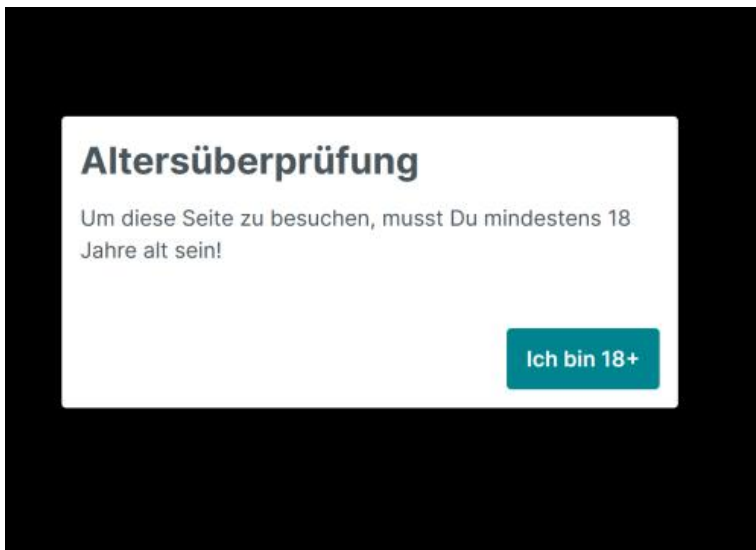 Altersüberprüfung
Um diese Seite zu besuchen, musst Du mindestens 18
Jahre alt sein!
Ich bin 18+